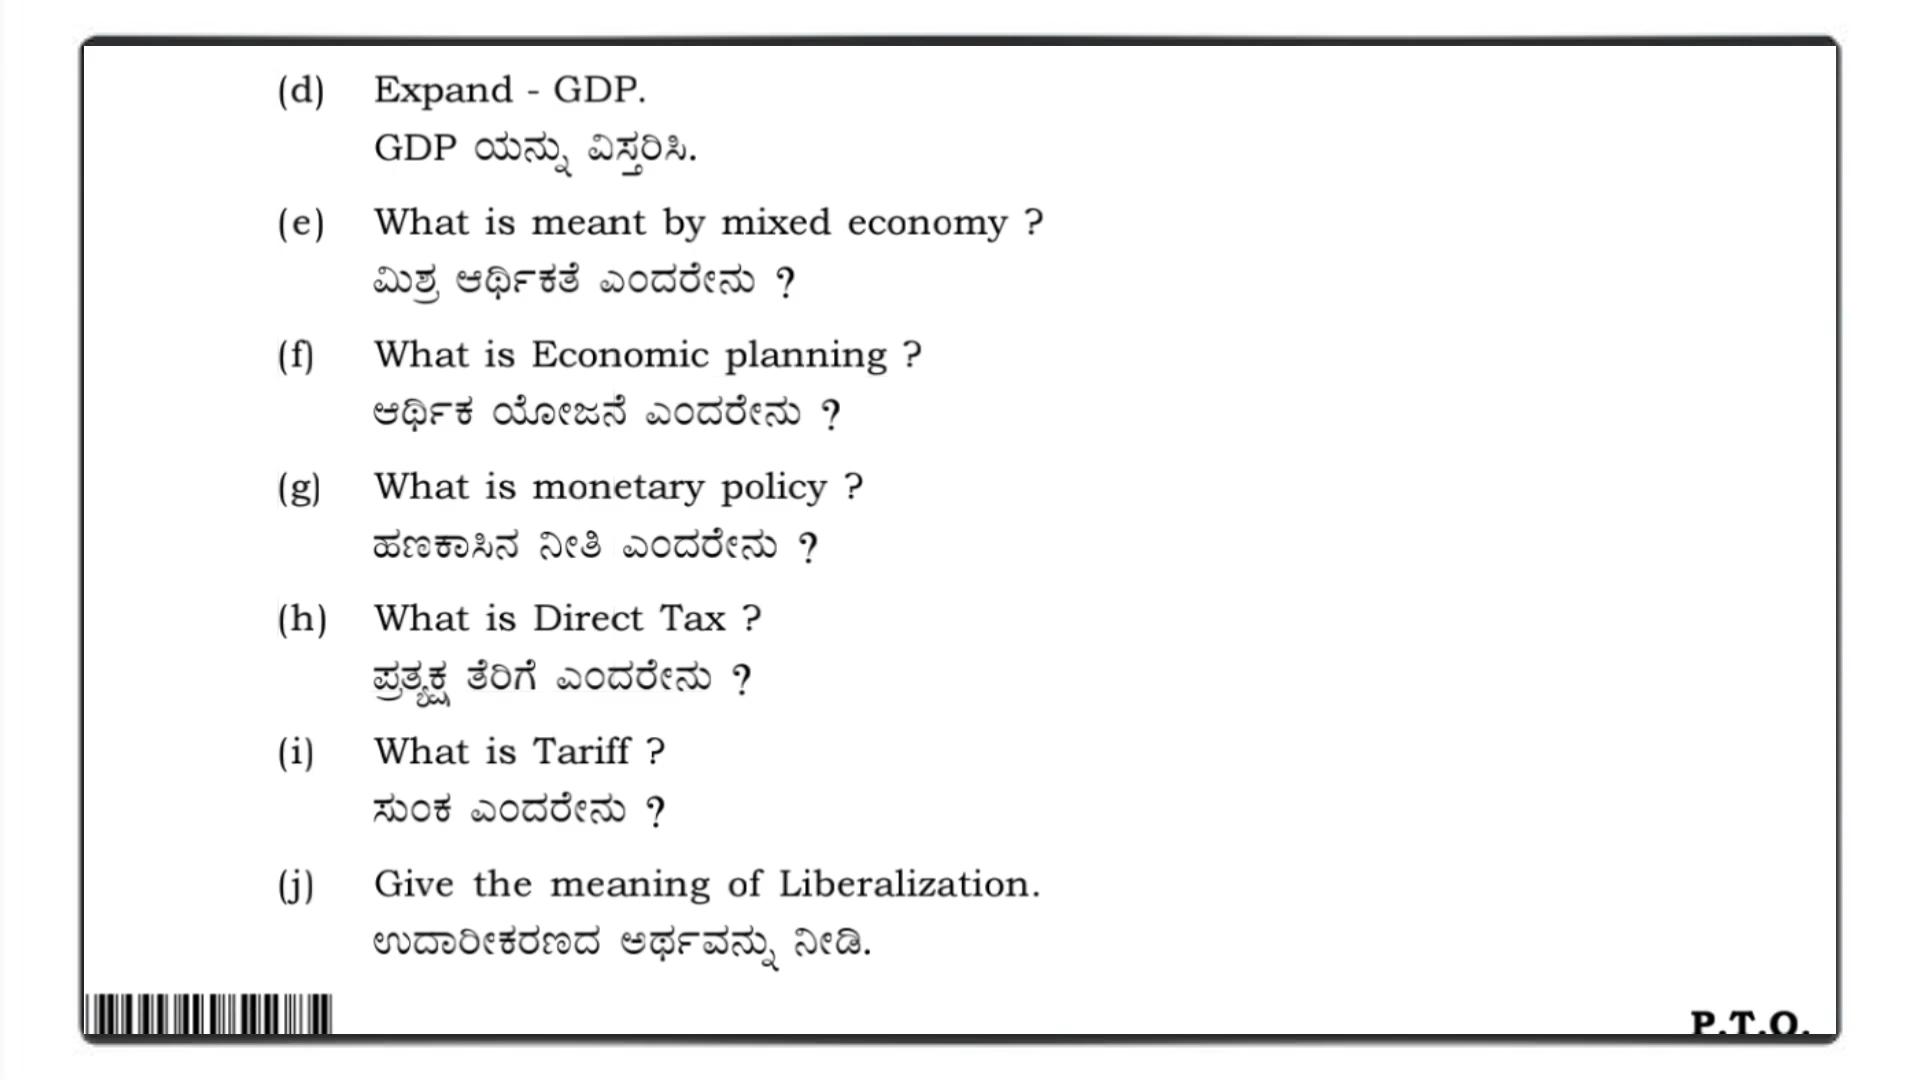 (d) Expand - GDP.
GDP ಯನ್ನು ವಿಸ್ತರಿಸಿ.
(e) What is meant by mixed economy ?
ಮಿಶ್ರ ಆರ್ಥಿಕತೆ ಎಂದರೇನು ?
(f) What is Economic planning ?
ಆರ್ಥಿಕ ಯೋಜನೆ ಎಂದರೇನು ?
(g) What is monetary policy ?
ಹಣಕಾಸಿನ ನೀತಿ ಎಂದರೇನು ?
(h) What is Direct Tax ?
ಪ್ರತ್ಯಕ್ಷ ತೆರಿಗೆ ಎಂದರೇನು ?
(i) What is Tariff ?
ಸುಂಕ ಎಂದರೇನು ?
(j) Give the meaning of Liberalization.
ಉದಾರೀಕರಣದ ಅರ್ಥವನ್ನು ನೀಡಿ.
P.T.O.